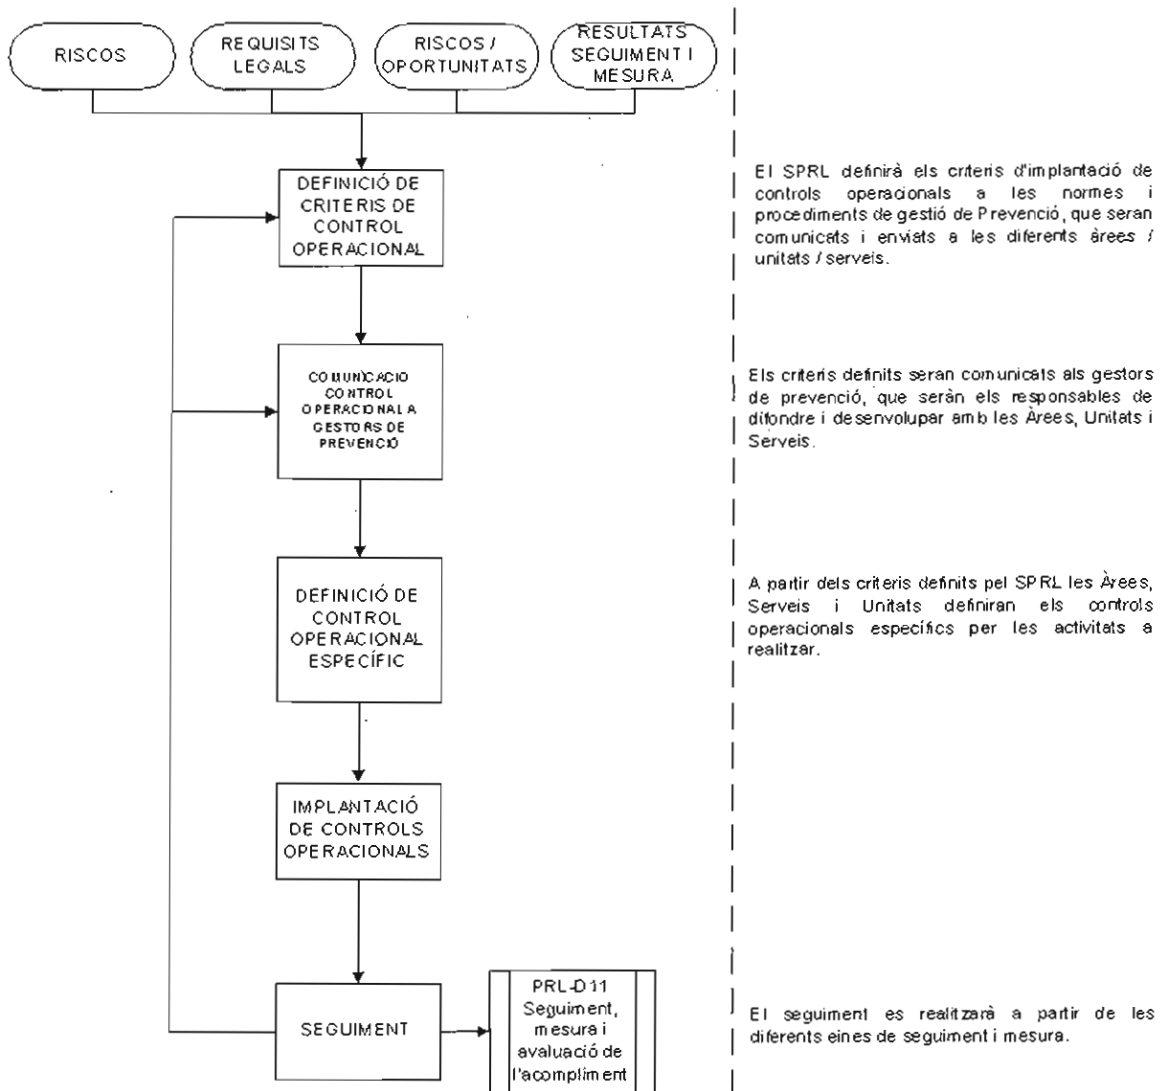 RISCOS
REQUISITS
LEGALS
RISCOS /
OPORTUNITATS
RESULTATS
SEGUIMENT I
MESURA
DEFINICIÓ DE
CRITERIS DE
CONTROL
OPERACIONAL
El SPRL definirà els criteris d'implantació de
controls operacionals a les normes i
procediments de gestió de Prevenció, que seran
comunicats i enviats a les diferents àrees /
unitats / serveis.
COMUNICACIO
CONTROL
OPERACIONAL A
GESTORS DE
PREVENCIÓ
Els criteris definits seran comunicats als gestors
de prevenció, que seràn els responsables de
difondre i desenvolupar amb les Àrees, Unitats i
Serveis.
DEFINICIÓ DE
CONTROL
OPERACIONAL
ESPECÍFIC
A partir dels criteris definits pel SPRL les Àrees,
Serveis i Unitats definiran els controls
operacionals específics per les activitats a
realitzar.
IMPLANTACIÓ
DE CONTROLS
OPERACIONALS
SEGUIMENT
PRL-D11
Seguiment,
mesura i
avaluació de
l'acompliment
El seguiment es realitzarà a partir de les
diferents eines de seguiment i mesura.